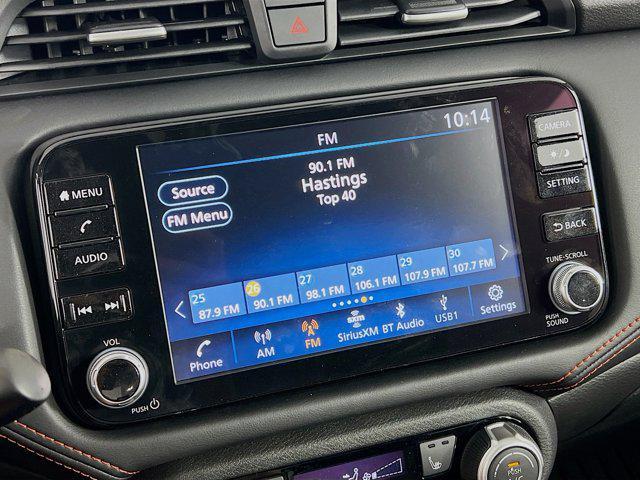 FM
10:14
90.1 FM
Hastings
Top 40
Source
FM Menu
25
87.9 FM
26
90.1 FM
27
98.1 FM
28
106.1 FM
29
107.9 FM
30
107.7 FM
Phone
AM
FM
sxm
SiriusXM
BT Audio
USB1
Settings
MENU
AUDIO
VOL
PUSH
CAMERA
SETTING
BACK
TUNE·SCROLL
PUSH
SOUND
PUSH